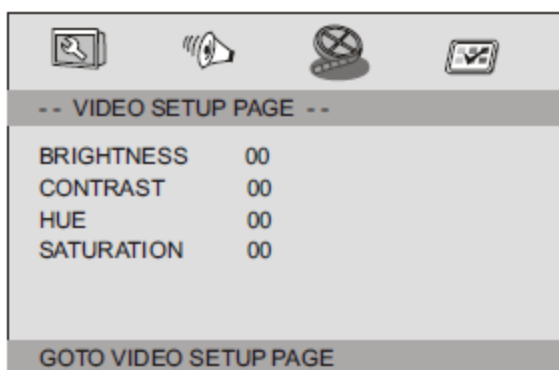 -- VIDEO SETUP PAGE --
BRIGHTNESS 00
CONTRAST 00
HUE 00
SATURATION 00
GOTO VIDEO SETUP PAGE